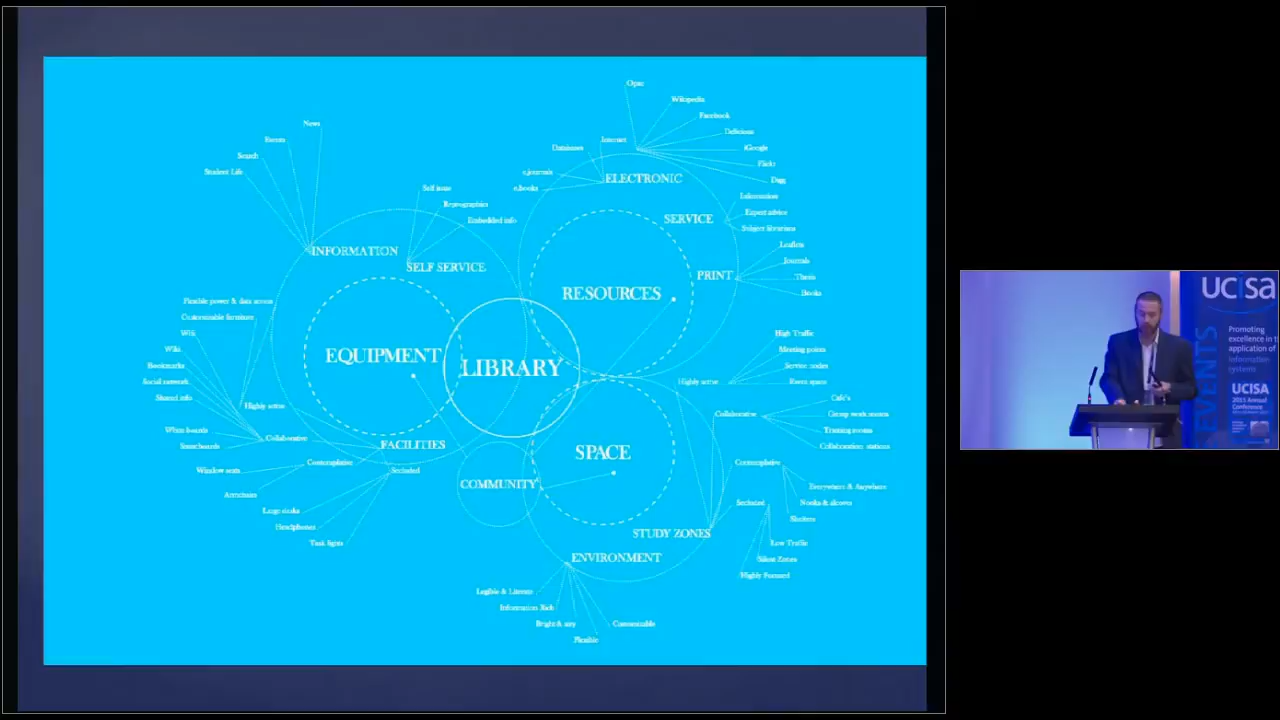 Opac
Wikipedia
Facebook
Delicious
iGoogle
Flickr
Digg
Internet
Databases
e.journals
e.books
ELECTRONIC
Information
Expert advice
Subject librarians
SERVICE
Leaflets
Journals
Thesis
Books
PRINT
RESOURCES
News
Events
Search
Student Life
INFORMATION
Self issue
Reprographics
Embedded info
SELF SERVICE
EQUIPMENT
LIBRARY
Flexible power & data access
Customisable furniture
Wifi
Wiki
Bookmarks
Social network
Shared info
Highly active
White boards
Smartboards
Collaborative
FACILITIES
Window seats
Armchairs
Contemplative
Secluded
Large desks
Headphones
Task lights
COMMUNITY
SPACE
High Traffic
Meeting points
Service nodes
Event space
Highly active
Café's
Group work rooms
Training rooms
Collaborative stations
Collaborative
Contemplative
Everywhere & Anywhere
Nooks & alcoves
Shelters
Secluded
Low Traffic
Silent Zones
Highly Focused
STUDY ZONES
ENVIRONMENT
Legible & Literate
Information Rich
Bright & airy
Flexible
Customizable
ucisa
EVENTS
Promoting
excellence in t
application of
information
systems
UCISA
2015 Annual
Conference